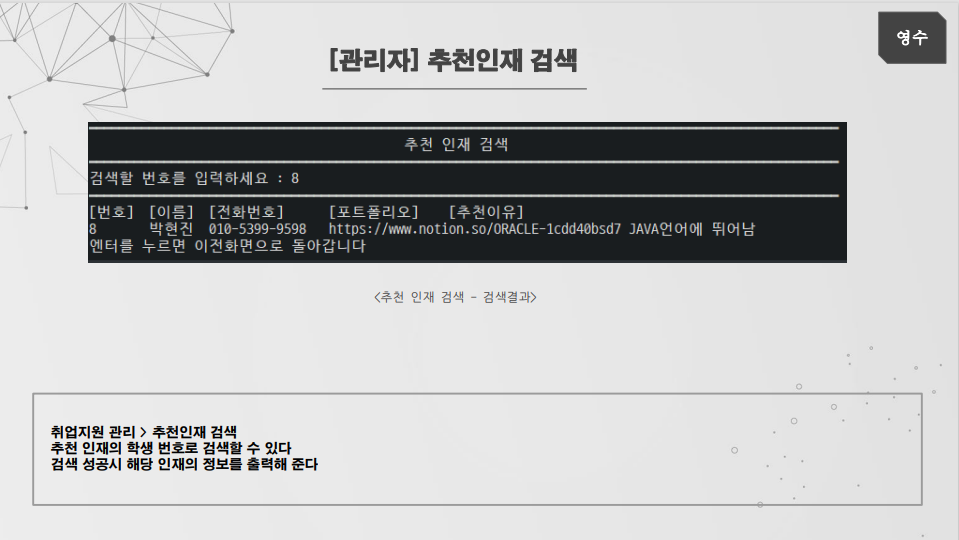 영수
[관리자] 추천인재 검색
추천 인재 검색
검색할 번호를 입력하세요 : 8
[번호] [이름] [전화번호] [포트폴리오] [추천이유]
8 박현진 010-5399-9598 https://www.notion.so/ORACLE-1cdd40bsd7 JAVA언어에 뛰어남
엔터를 누르면 이전화면으로 돌아갑니다
<추천 인재 검색 - 검색결과>
취업지원 관리 > 추천인재 검색
추천 인재의 학생 번호로 검색할 수 있다
검색 성공시 해당 인재의 정보를 출력해 준다